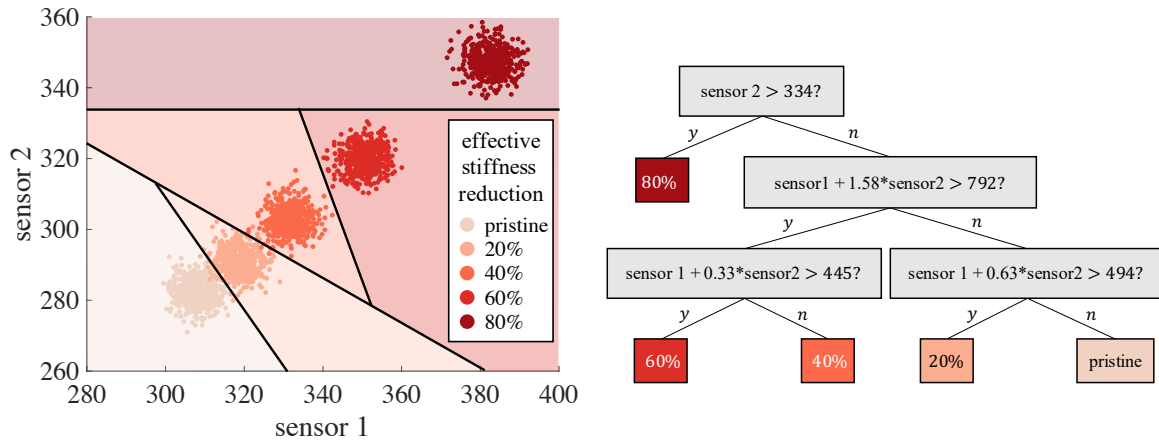 360
340
320
300
280
260
sensor 2
280
300
320
340
360
380
400
sensor 1
effective
stiffness
reduction
pristine
20%
40%
60%
80%
sensor 2 > 334?
y
n
80%
sensor1 + 1.58*sensor2 > 792?
y
n
sensor 1 + 0.33*sensor2 > 445?
sensor 1 + 0.63*sensor2 > 494?
y
n
y
n
60%
40%
20%
pristine